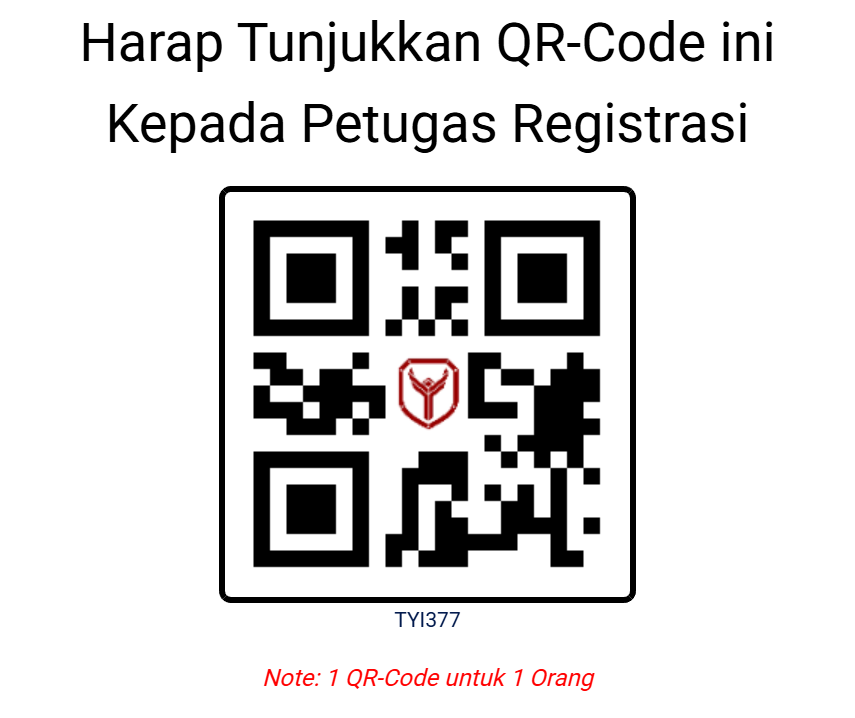 Harap Tunjukkan QR-Code ini
Kepada Petugas Registrasi
TYI377
Note: 1 QR-Code untuk 1 Orang